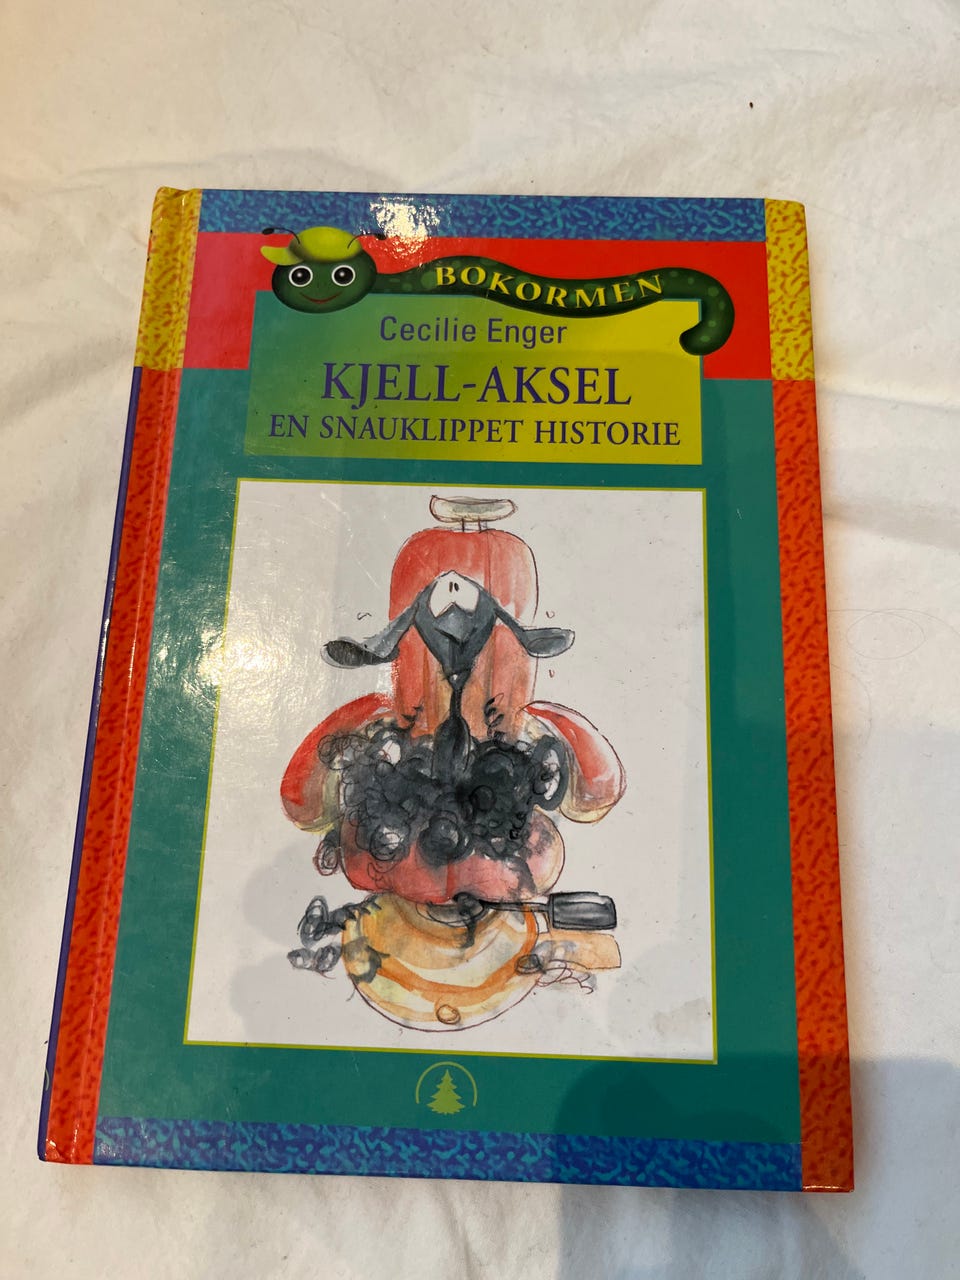 BOKORMEN
Cecilie Enger
KJELL-AKSEL
EN SNAUKLIPPET HISTORIE